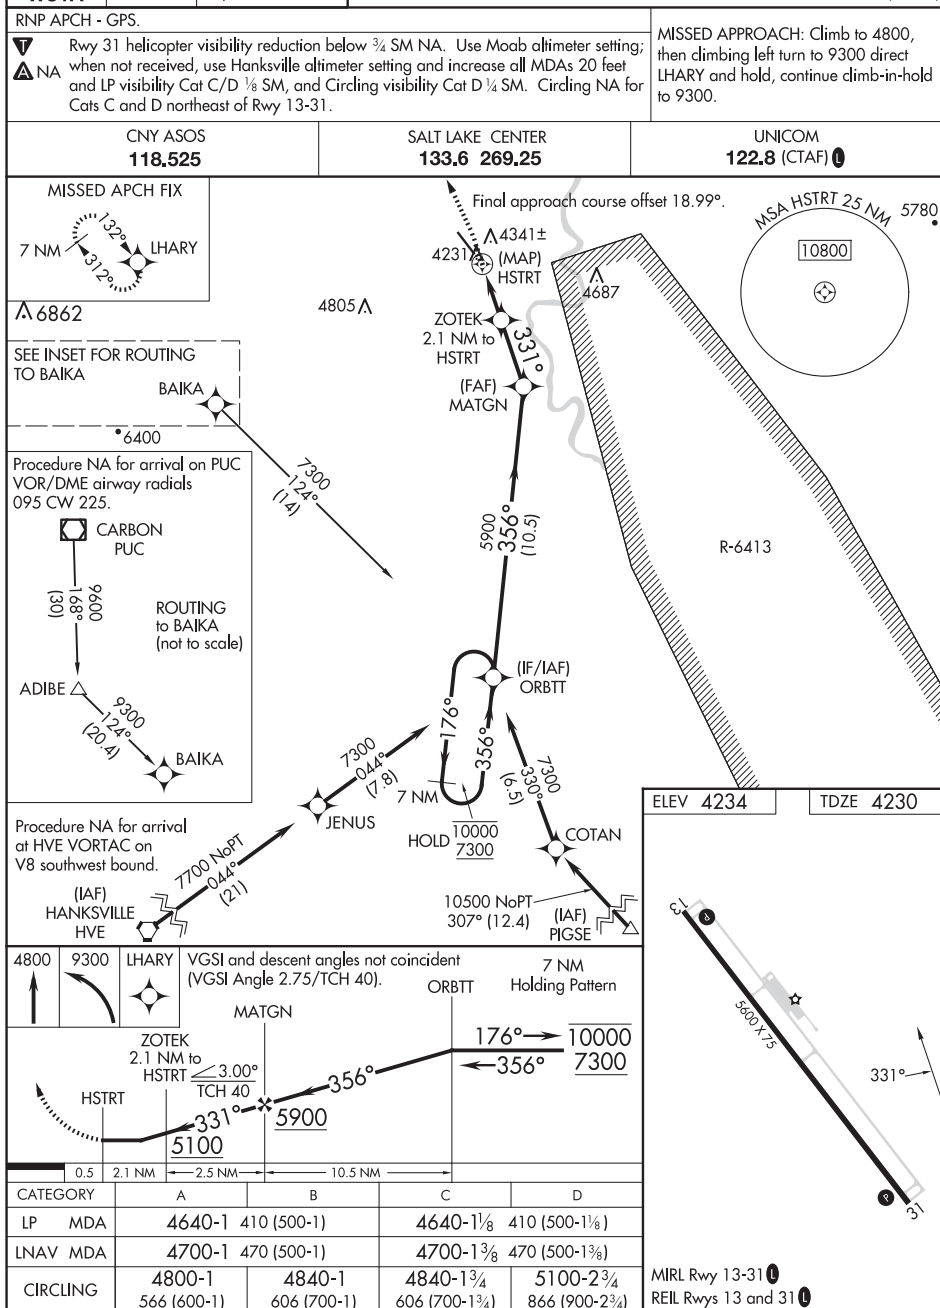 RNP APCH - GPS.
T
A NA
Rwy 31 helicopter visibility reduction below ¾ SM NA. Use Moab altimeter setting;
when not received, use Hanksville altimeter setting and increase all MDAs 20 feet
and LP visibility Cat C/D ⅛ SM, and Circling visibility Cat D ¼ SM. Circling NA for
Cats C and D northeast of Rwy 13-31.
MISSED APPROACH: Climb to 4800,
then climbing left turn to 9300 direct
LHARY and hold, continue climb-in-hold
to 9300.
CNY ASOS
118.525
SALT LAKE CENTER
133.6 269.25
UNICOM
122.8 (CTAF) L
MISSED APCH FIX
132°
7 NM
LHARY
312°
6862
Final approach course offset 18.99°.
4341±
4231
(MAP)
HSTRT
4805
4687
MSA HSTRT 25 NM
5780
10800
ZOTEK
2.1 NM to
HSTRT
331°
(FAF)
MATGN
SEE INSET FOR ROUTING
TO BAIKA
BAIKA
6400
7300
124°
(14)
Procedure NA for arrival on PUC
VOR/DME airway radials
095 CW 225.
CARBON
PUC
9600
168°
(30)
ROUTING
to BAIKA
(not to scale)
ADIBE
9300
124°
(20.4)
BAIKA
5900
356°
(10.5)
R-6413
(IF/IAF)
ORBTT
176°
356°
7 NM
HOLD
10000
7300
7300
044°
(7.8)
JENUS
7300
330°
(6.5)
COTAN
Procedure NA for arrival
at HVE VORTAC on
V8 southwest bound.
7700 NoPT
044°
(21)
(IAF)
HANKSVILLE
HVE
10500 NoPT
307° (12.4)
(IAF)
PIGSE
ELEV 4234
TDZE 4230
13
P
5600 X 75
331°
P
31
MIRL Rwy 13-31 L
REIL Rwys 13 and 31 L
4800
9300
LHARY
VGSI and descent angles not coincident
(VGSI Angle 2.75/TCH 40).
7 NM
Holding Pattern
ORBTT
MATGN
ZOTEK
2.1 NM to
HSTRT
3.00°
TCH 40
HSTRT
176°
10000
356°
7300
356°
331°
5900
5100
0.5
2.1 NM
2.5 NM
10.5 NM
CATEGORY A B C D
LP MDA 4640-1 410 (500-1) 4640-1⅛ 410 (500-1⅛)
LNAV MDA 4700-1 470 (500-1) 4700-1⅜ 470 (500-1⅜)
CIRCLING 4800-1 4840-1 4840-1¾ 5100-2¾
566 (600-1) 606 (700-1) 606 (700-1¾) 866 (900-2¾)